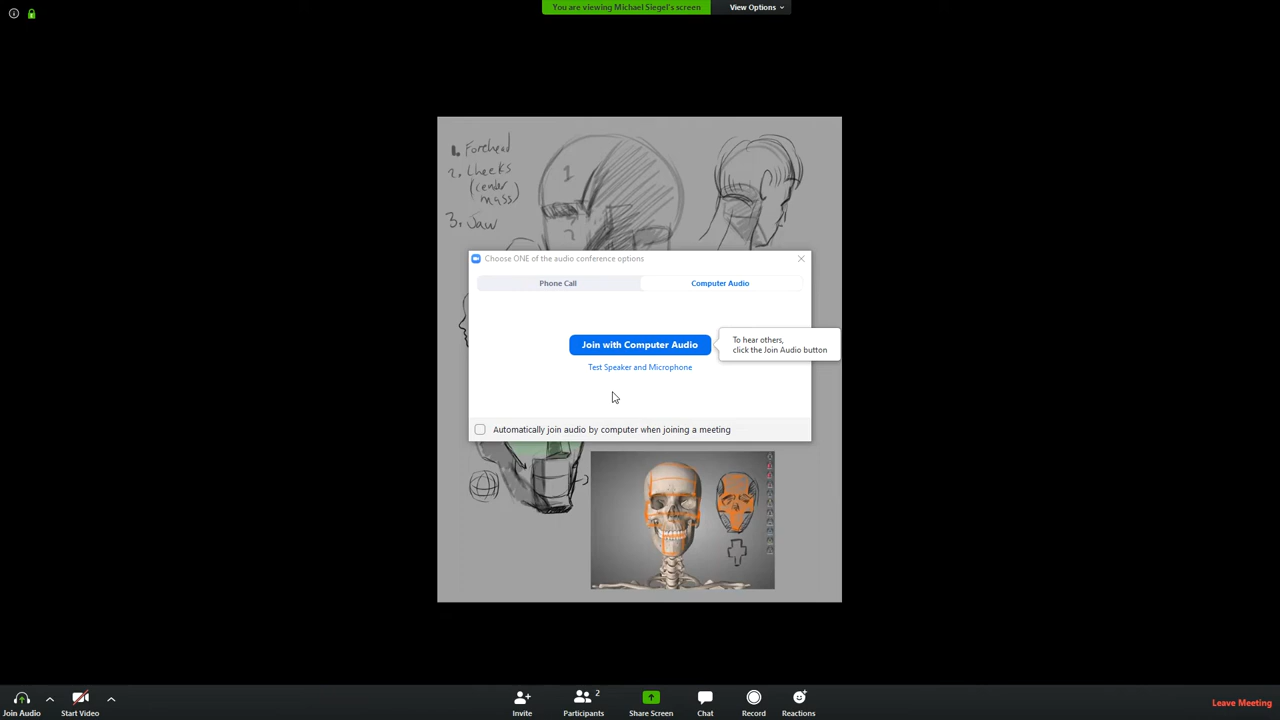 You are viewing Michael Siegel's screen
View Options
1. Forehead
2. Cheeks
(center
mass)
3. Jaw
1
2
Choose ONE of the audio conference options
Phone Call
Computer Audio
Join with Computer Audio
To hear others,
click the Join Audio button
Test Speaker and Microphone
Automatically join audio by computer when joining a meeting
Join Audio
Start Video
Invite
Participants
2
Share Screen
Chat
Record
Reactions
Leave Meeting